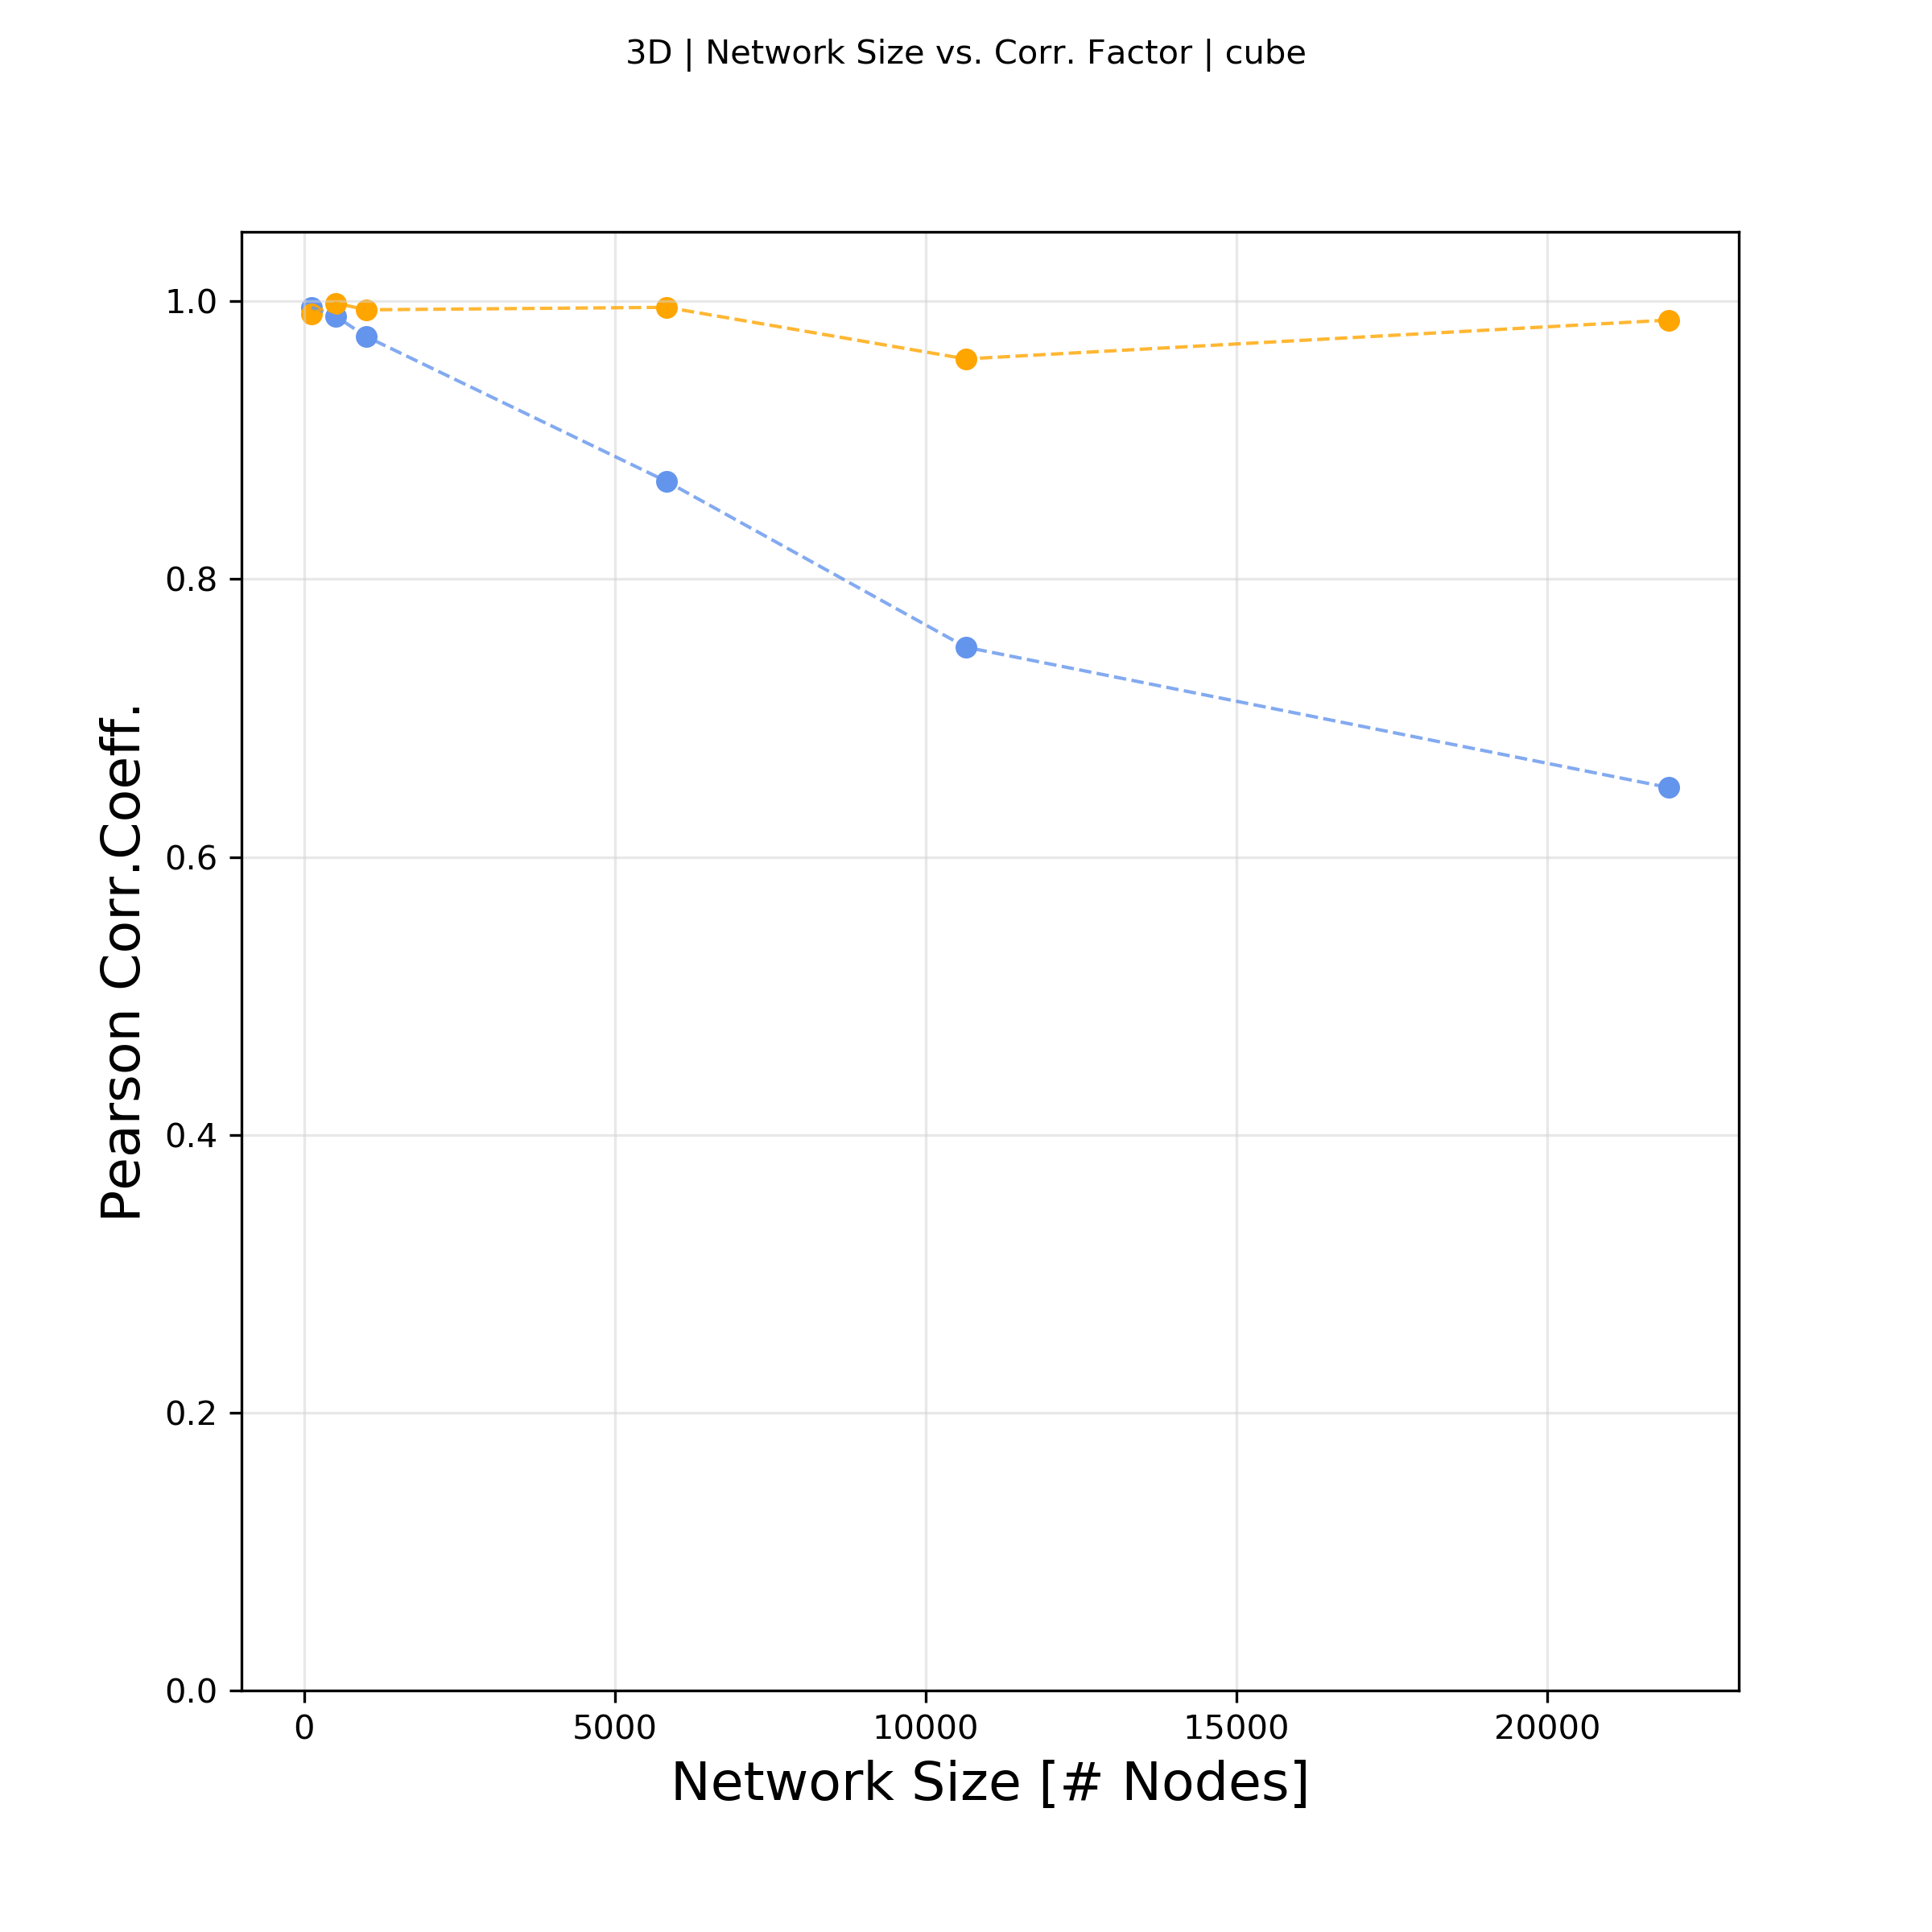 3D | Network Size vs. Corr. Factor | cube
1.0
0.8
0.6
0.4
0.2
0.0
Pearson Corr.Coeff.
0 5000 10000 15000 20000
Network Size [# Nodes]